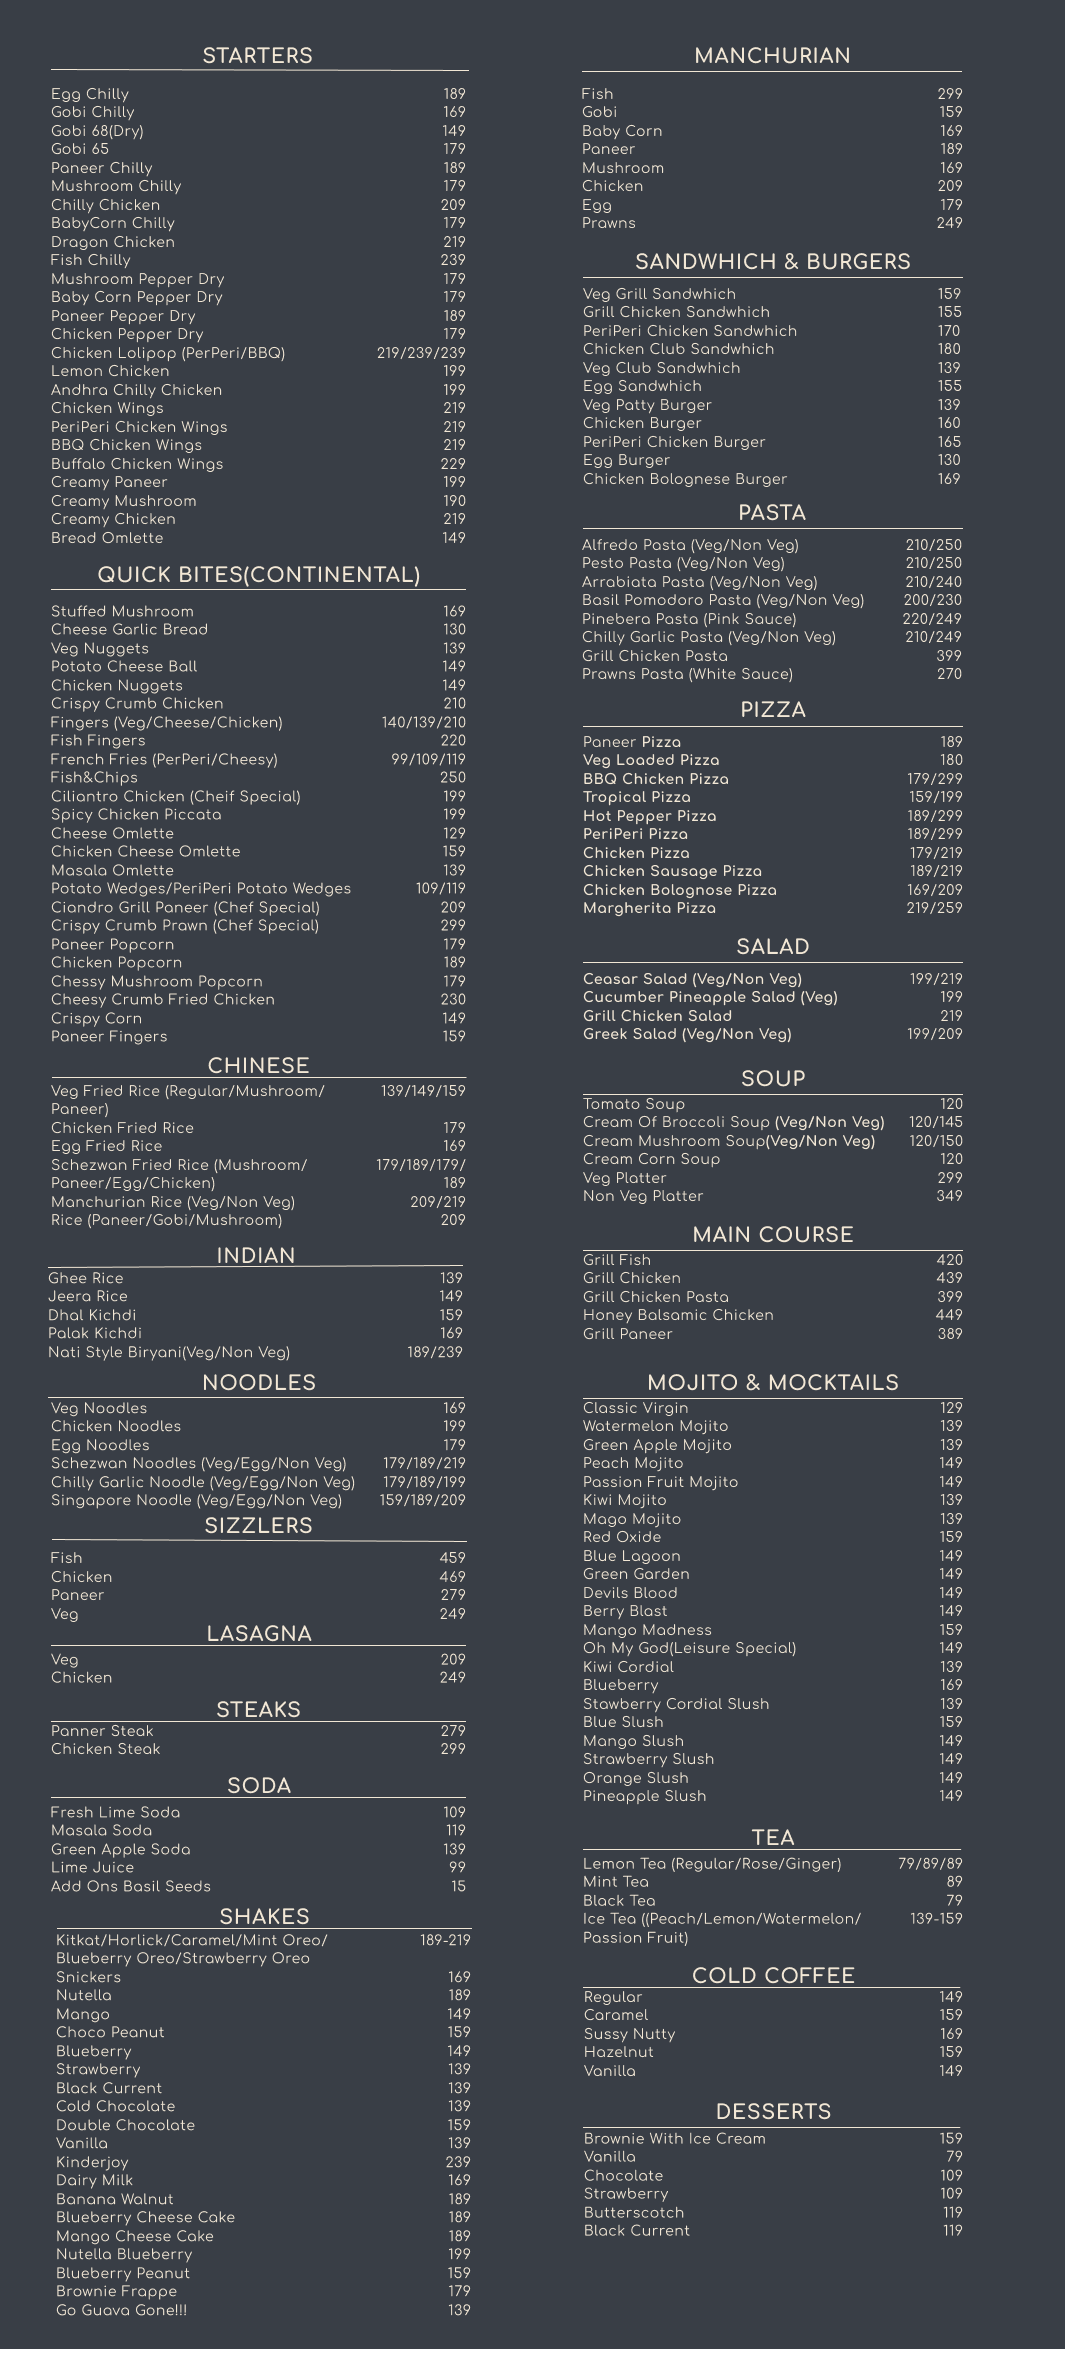 STARTERS
Egg Chilly 189
Gobi Chilly 169
Gobi 68(Dry) 149
Gobi 65 179
Paneer Chilly 189
Mushroom Chilly 179
Chilly Chicken 209
BabyCorn Chilly 179
Dragon Chicken 219
Fish Chilly 239
Mushroom Pepper Dry 179
Baby Corn Pepper Dry 179
Paneer Pepper Dry 189
Chicken Pepper Dry 179
Chicken Lolipop (PerPeri/BBQ) 219/239/239
Lemon Chicken 199
Andhra Chilly Chicken 199
Chicken Wings 219
PeriPeri Chicken Wings 219
BBQ Chicken Wings 219
Buffalo Chicken Wings 229
Creamy Paneer 199
Creamy Mushroom 190
Creamy Chicken 219
Bread Omlette 149
QUICK BITES(CONTINENTAL)
Stuffed Mushroom 169
Cheese Garlic Bread 130
Veg Nuggets 139
Potato Cheese Ball 149
Chicken Nuggets 149
Crispy Crumb Chicken 210
Fingers (Veg/Cheese/Chicken) 140/139/210
Fish Fingers 220
French Fries (PerPeri/Cheesy) 99/109/119
Fish&Chips 250
Ciliantro Chicken (Cheif Special) 199
Spicy Chicken Piccata 199
Cheese Omlette 129
Chicken Cheese Omlette 159
Masala Omlette 139
Potato Wedges/PeriPeri Potato Wedges 109/119
Ciandro Grill Paneer (Chef Special) 209
Crispy Crumb Prawn (Chef Special) 299
Paneer Popcorn 179
Chicken Popcorn 189
Chessy Mushroom Popcorn 179
Cheesy Crumb Fried Chicken 230
Crispy Corn 149
Paneer Fingers 159
CHINESE
Veg Fried Rice (Regular/Mushroom/ 139/149/159
Paneer)
Chicken Fried Rice 179
Egg Fried Rice 169
Schezwan Fried Rice (Mushroom/ 179/189/179/
Paneer/Egg/Chicken) 189
Manchurian Rice (Veg/Non Veg) 209/219
Rice (Paneer/Gobi/Mushroom) 209
INDIAN
Ghee Rice 139
Jeera Rice 149
Dhal Kichdi 159
Palak Kichdi 169
Nati Style Biryani(Veg/Non Veg) 189/239
NOODLES
Veg Noodles 169
Chicken Noodles 199
Egg Noodles 179
Schezwan Noodles (Veg/Egg/Non Veg) 179/189/219
Chilly Garlic Noodle (Veg/Egg/Non Veg) 179/189/199
Singapore Noodle (Veg/Egg/Non Veg) 159/189/209
SIZZLERS
Fish 459
Chicken 469
Paneer 279
Veg 249
LASAGNA
Veg 209
Chicken 249
STEAKS
Panner Steak 279
Chicken Steak 299
SODA
Fresh Lime Soda 109
Masala Soda 119
Green Apple Soda 139
Lime Juice 99
Add Ons Basil Seeds 15
SHAKES
Kitkat/Horlick/Caramel/Mint Oreo/ 189-219
Blueberry Oreo/Strawberry Oreo
Snickers 169
Nutella 189
Mango 149
Choco Peanut 159
Blueberry 149
Strawberry 139
Black Current 139
Cold Chocolate 139
Double Chocolate 159
Vanilla 139
Kinderjoy 239
Dairy Milk 169
Banana Walnut 189
Blueberry Cheese Cake 189
Mango Cheese Cake 189
Nutella Blueberry 199
Blueberry Peanut 159
Brownie Frappe 179
Go Guava Gone!!! 139
MANCHURIAN
Fish 299
Gobi 159
Baby Corn 169
Paneer 189
Mushroom 169
Chicken 209
Egg 179
Prawns 249
SANDWHICH & BURGERS
Veg Grill Sandwhich 159
Grill Chicken Sandwhich 155
PeriPeri Chicken Sandwhich 170
Chicken Club Sandwhich 180
Veg Club Sandwhich 139
Egg Sandwhich 155
Veg Patty Burger 139
Chicken Burger 160
PeriPeri Chicken Burger 165
Egg Burger 130
Chicken Bolognese Burger 169
PASTA
Alfredo Pasta (Veg/Non Veg) 210/250
Pesto Pasta (Veg/Non Veg) 210/250
Arrabiata Pasta (Veg/Non Veg) 210/240
Basil Pomodoro Pasta (Veg/Non Veg) 200/230
Pinebera Pasta (Pink Sauce) 220/249
Chilly Garlic Pasta (Veg/Non Veg) 210/249
Grill Chicken Pasta 399
Prawns Pasta (White Sauce) 270
PIZZA
Paneer Pizza 189
Veg Loaded Pizza 180
BBQ Chicken Pizza 179/299
Tropical Pizza 159/199
Hot Pepper Pizza 189/299
PeriPeri Pizza 189/299
Chicken Pizza 179/219
Chicken Sausage Pizza 189/219
Chicken Bolognose Pizza 169/209
Margherita Pizza 219/259
SALAD
Ceasar Salad (Veg/Non Veg) 199/219
Cucumber Pineapple Salad (Veg) 199
Grill Chicken Salad 219
Greek Salad (Veg/Non Veg) 199/209
SOUP
Tomato Soup 120
Cream Of Broccoli Soup (Veg/Non Veg) 120/145
Cream Mushroom Soup(Veg/Non Veg) 120/150
Cream Corn Soup 120
Veg Platter 299
Non Veg Platter 349
MAIN COURSE
Grill Fish 420
Grill Chicken 439
Grill Chicken Pasta 399
Honey Balsamic Chicken 449
Grill Paneer 389
MOJITO & MOCKTAILS
Classic Virgin 129
Watermelon Mojito 139
Green Apple Mojito 139
Peach Mojito 149
Passion Fruit Mojito 149
Kiwi Mojito 139
Mago Mojito 139
Red Oxide 159
Blue Lagoon 149
Green Garden 149
Devils Blood 149
Berry Blast 149
Mango Madness 159
Oh My God(Leisure Special) 149
Kiwi Cordial 139
Blueberry 169
Stawberry Cordial Slush 139
Blue Slush 159
Mango Slush 149
Strawberry Slush 149
Orange Slush 149
Pineapple Slush 149
TEA
Lemon Tea (Regular/Rose/Ginger) 79/89/89
Mint Tea 89
Black Tea 79
Ice Tea ((Peach/Lemon/Watermelon/ 139-159
Passion Fruit)
COLD COFFEE
Regular 149
Caramel 159
Sussy Nutty 169
Hazelnut 159
Vanilla 149
DESSERTS
Brownie With Ice Cream 159
Vanilla 79
Chocolate 109
Strawberry 109
Butterscotch 119
Black Current 119